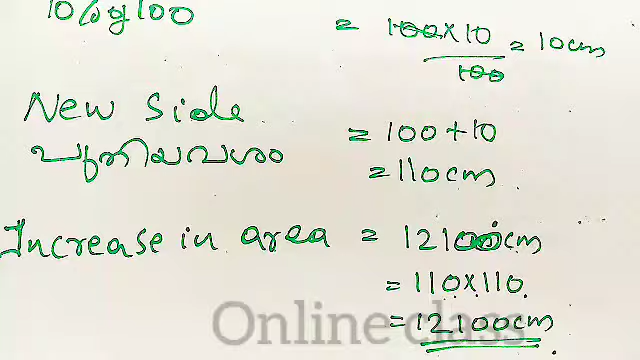 10% of 100 = 100×10/100 = 10cm
New Side = 100+10
പുതിയവശം = 110cm
Increase in area = 12100cm
= 110×110
= 12100cm
Online class